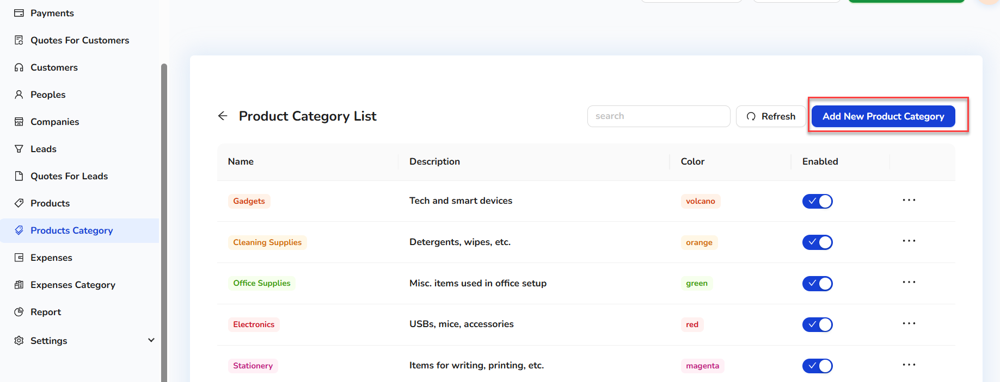 Payments
Quotes For Customers
Customers
Peoples
Companies
Leads
Quotes For Leads
Products
Products Category
Expenses
Expenses Category
Report
Settings
Product Category List
search
Refresh
Add New Product Category
Name Description Color Enabled
Gadgets Tech and smart devices volcano
Cleaning Supplies Detergents, wipes, etc. orange
Office Supplies Misc. items used in office setup green
Electronics USBs, mice, accessories red
Stationery Items for writing, printing, etc. magenta